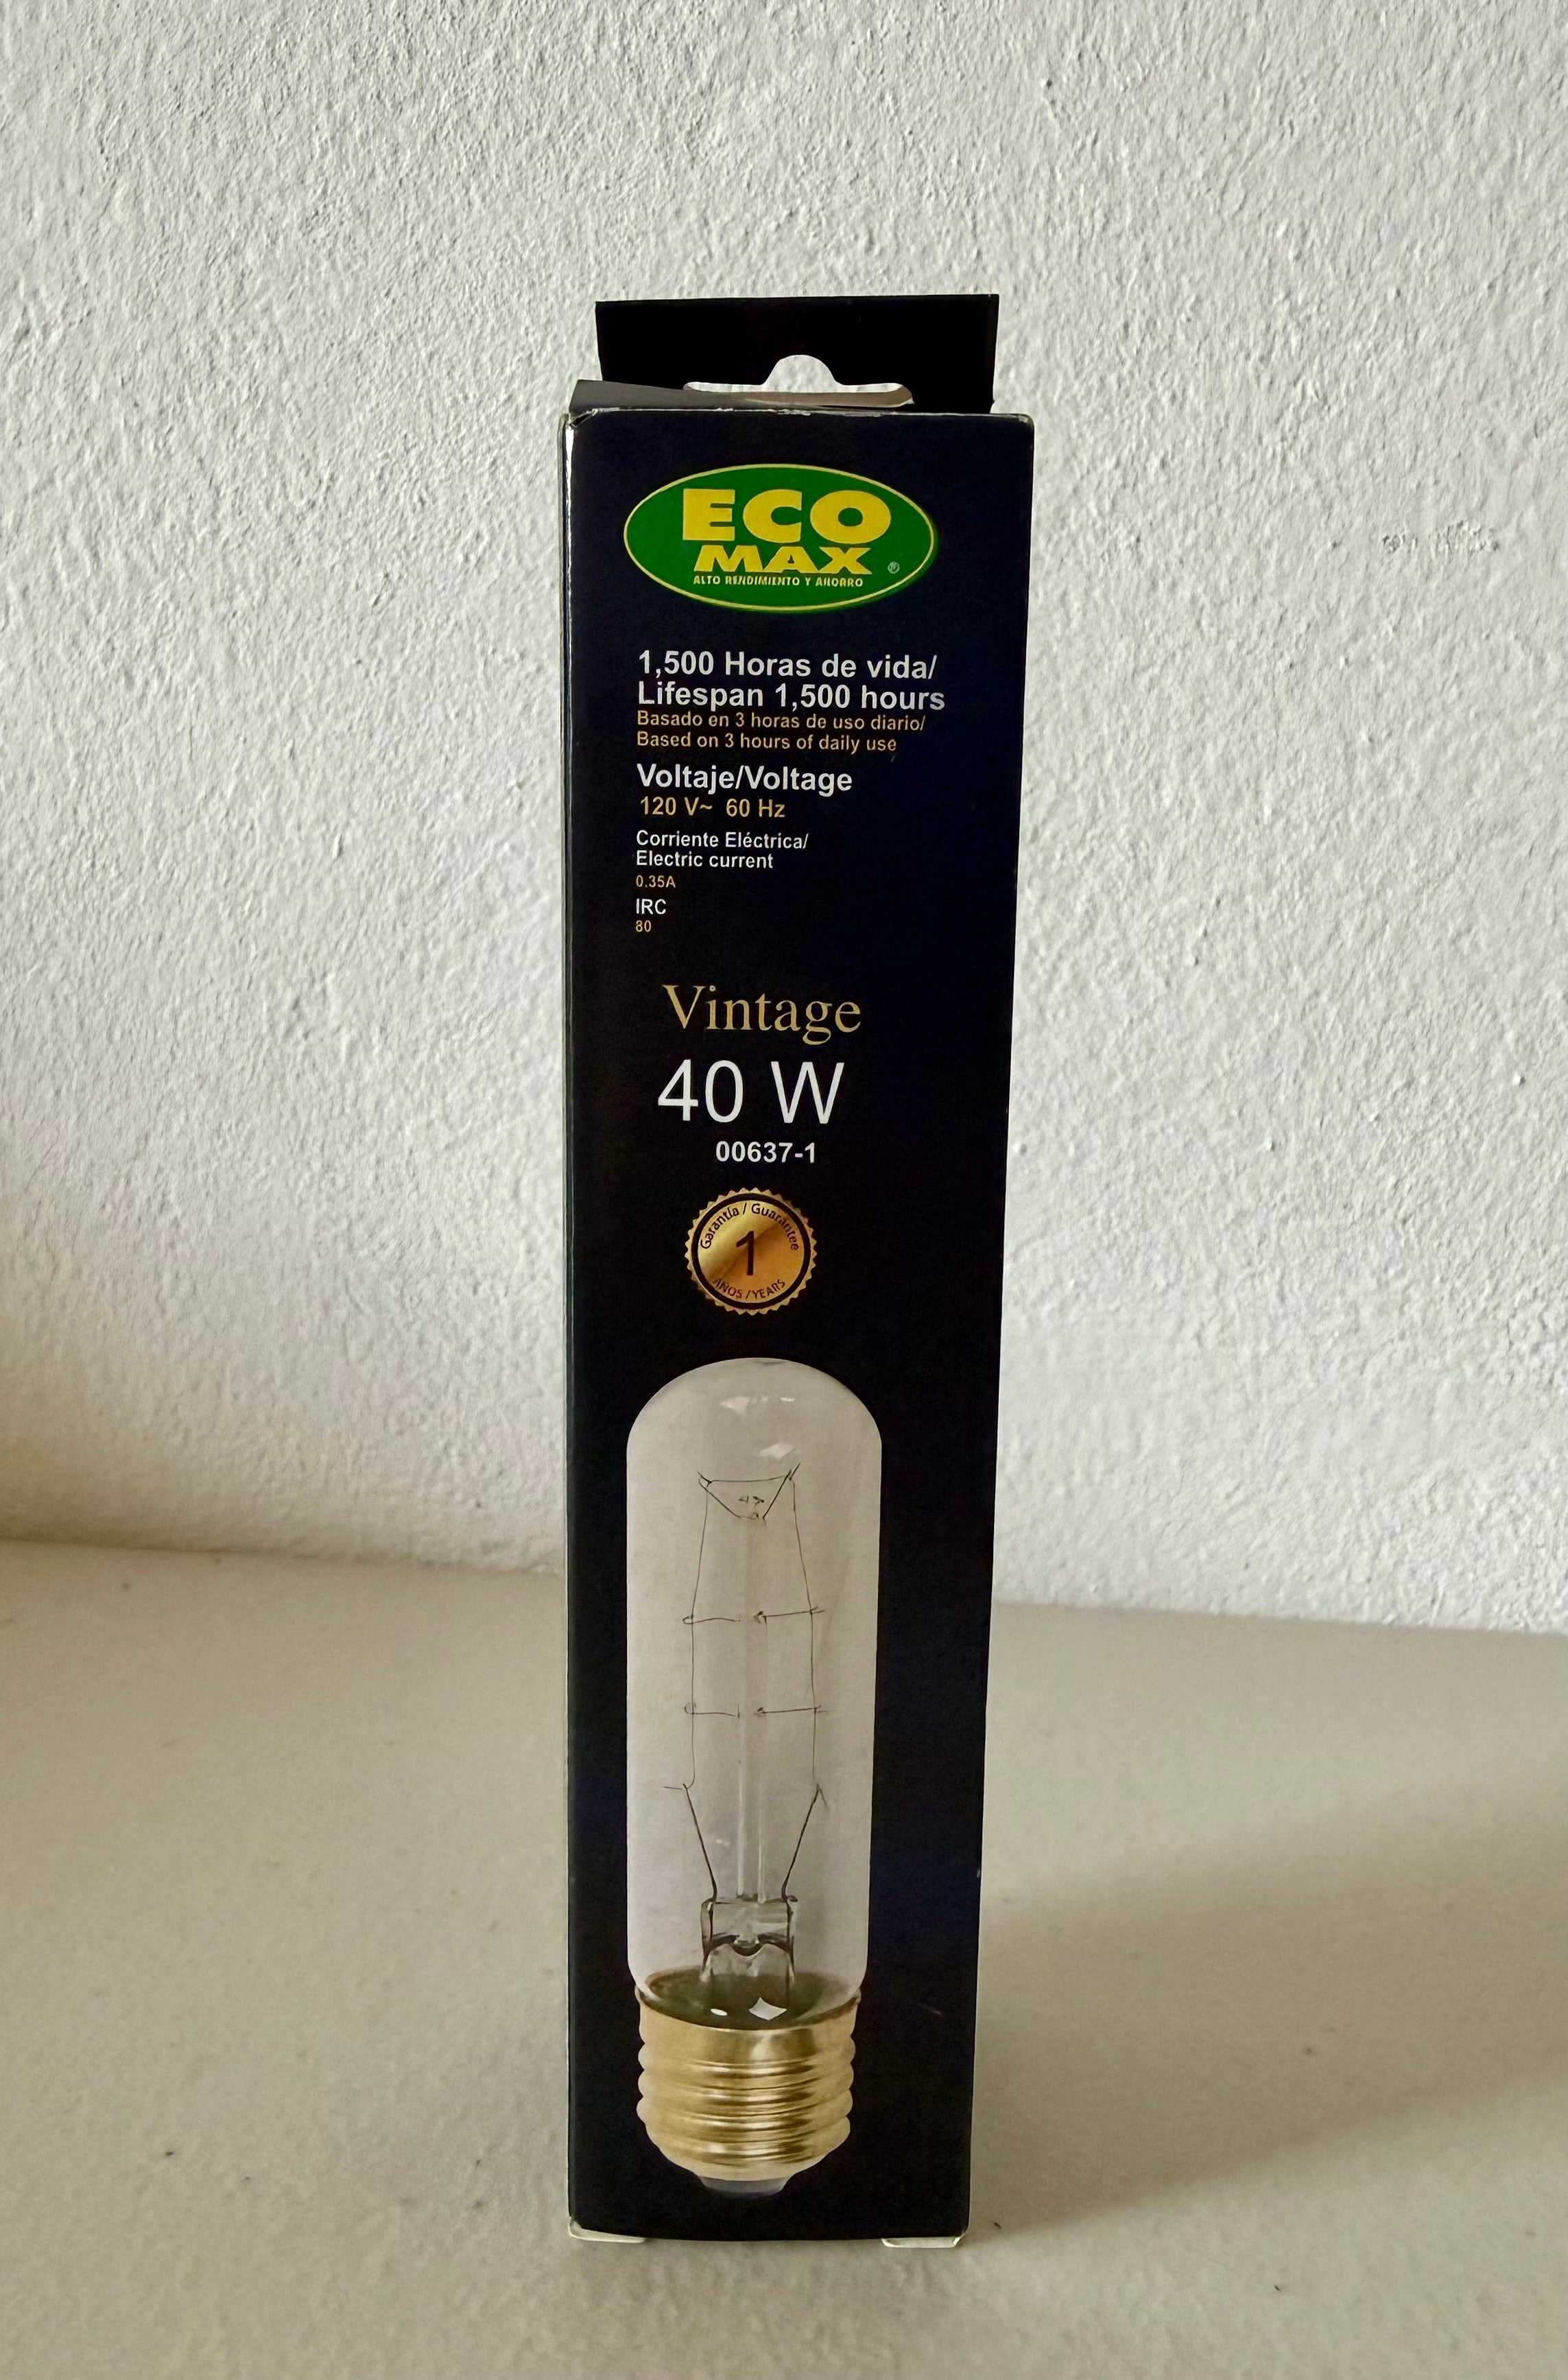 ECO
MAX ®
ALTO RENDIMIENTO Y AHORRO
1,500 Horas de vida/
Lifespan 1,500 hours
Basado en 3 horas de uso diario/
Based on 3 hours of daily use
Voltaje/Voltage
120 V~ 60 Hz
Corriente Eléctrica/
Electric current
0.35A
IRC
80
Vintage
40 W
00637-1
Garantía / Guarantee
1
AÑOS / YEARS